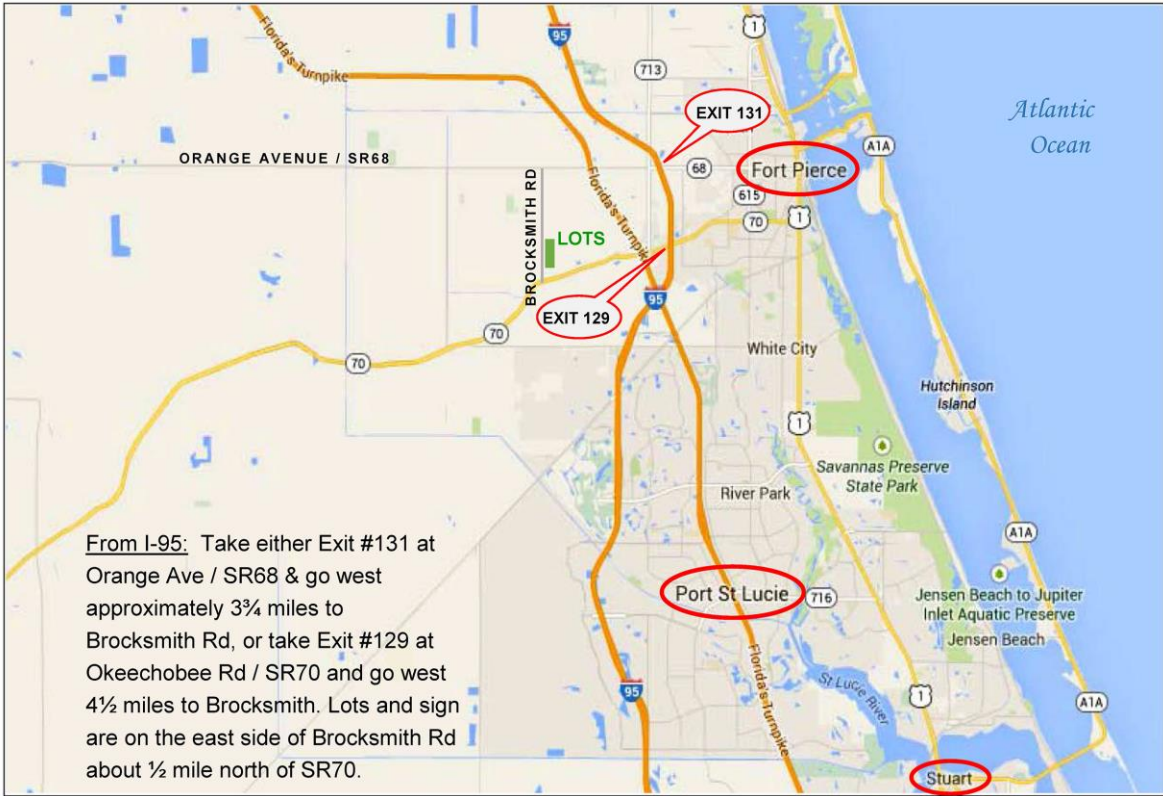 1
95
Florida's Turnpike
713
EXIT 131
Atlantic
Ocean
A1A
ORANGE AVENUE / SR68
68
Fort Pierce
615
BROCKSMITH RD
Florida's Turnpike
70
1
LOTS
95
EXIT 129
70
70
White City
Hutchinson
Island
1
Savannas Preserve
State Park
River Park
A1A
From I-95: Take either Exit #131 at
Orange Ave / SR68 & go west
approximately 3¾ miles to
Brocksmith Rd, or take Exit #129 at
Okeechobee Rd / SR70 and go west
4½ miles to Brocksmith. Lots and sign
are on the east side of Brocksmith Rd
about ½ mile north of SR70.
Port St Lucie
716
Jensen Beach to Jupiter
Inlet Aquatic Preserve
Jensen Beach
95
Florida's Turnpike
St Lucie River
1
A1A
Stuart